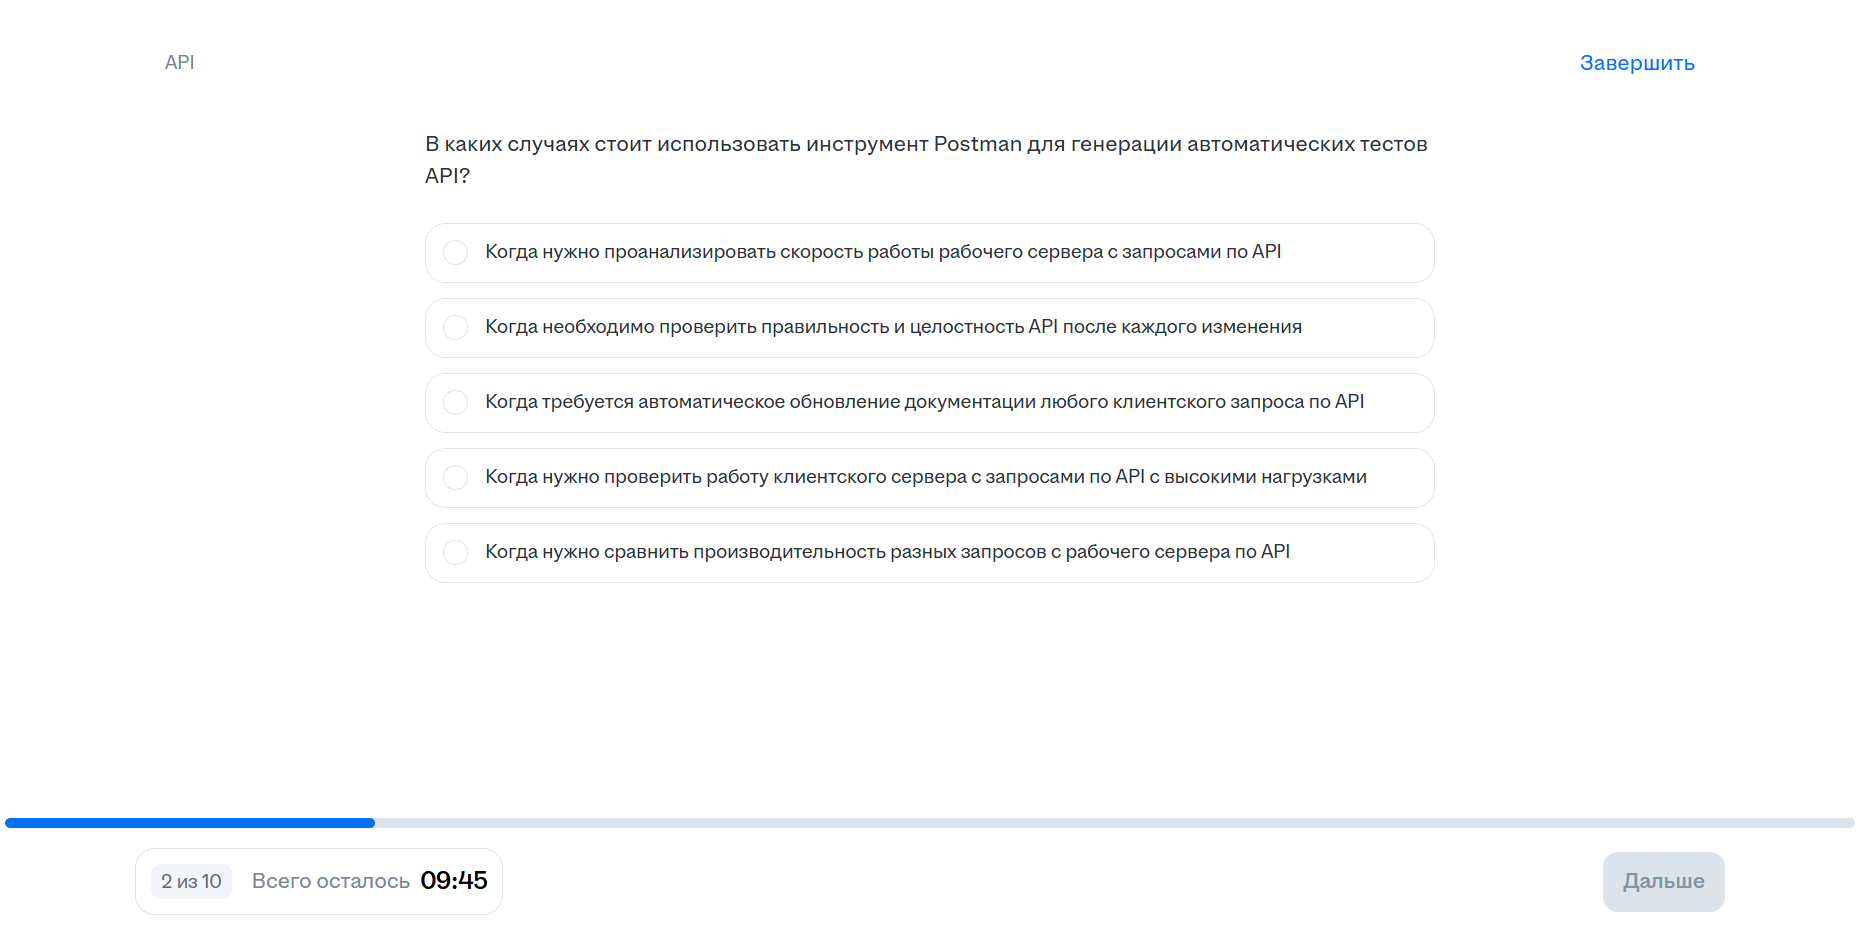 API
Завершить
В каких случаях стоит использовать инструмент Postman для генерации автоматических тестов
API?
Когда нужно проанализировать скорость работы рабочего сервера с запросами по API
Когда необходимо проверить правильность и целостность API после каждого изменения
Когда требуется автоматическое обновление документации любого клиентского запроса по API
Когда нужно проверить работу клиентского сервера с запросами по API с высокими нагрузками
Когда нужно сравнить производительность разных запросов с рабочего сервера по API
2 из 10
Всего осталось 09:45
Дальше